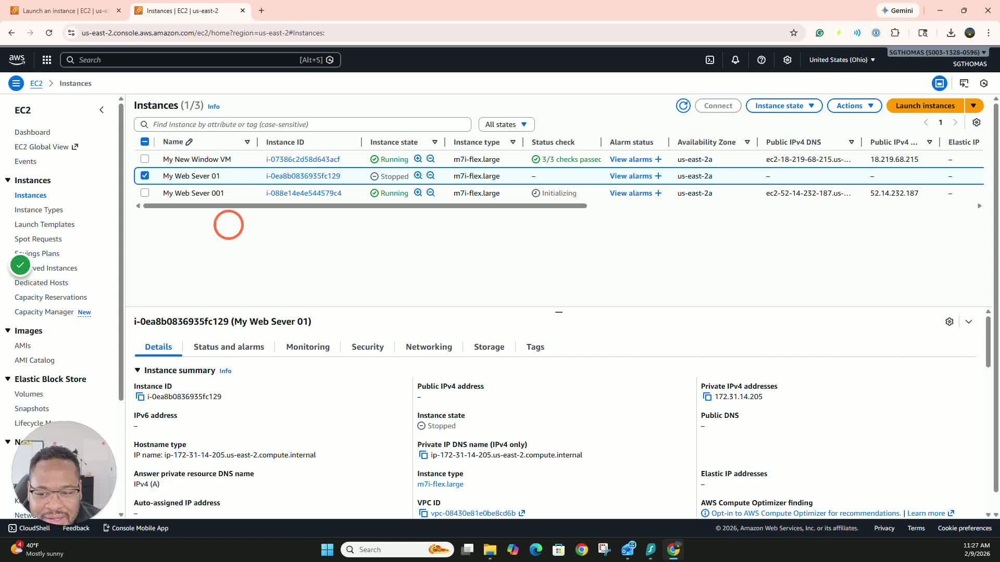 Launch an instance | EC2 | us-e
Instances | EC2 | us-east-2
Gemini
us-east-2.console.aws.amazon.com/ec2/home?region=us-east-2#Instances:
aws
Search
[Alt+S]
United States (Ohio)
SGTHOMAS (5003-1328-0596)
SGTHOMAS
EC2
Instances
EC2
Dashboard
EC2 Global View
Events
Instances
Instances
Instance Types
Launch Templates
Spot Requests
Savings Plans
ved Instances
Dedicated Hosts
Capacity Reservations
Capacity Manager New
Images
AMIs
AMI Catalog
Elastic Block Store
Volumes
Snapshots
Lifecycle M
Instances (1/3) Info
Connect
Instance state
Actions
Launch instances
Find Instance by attribute or tag (case-sensitive)
All states
1
Name Instance ID Instance state Instance type Status check Alarm status Availability Zone Public IPv4 DNS Public IPv4 ... Elastic IP
My New Window VM i-07386c2d58d643acf Running m7i-flex.large 3/3 checks passec View alarms + us-east-2a ec2-18-219-68-215.us-... 18.219.68.215 –
My Web Sever 01 i-0ea8b0836935fc129 Stopped m7i-flex.large – View alarms + us-east-2a – – –
My Web Sever 001 i-088e14e4e544579c4 Running m7i-flex.large Initializing View alarms + us-east-2a ec2-52-14-232-187.us-... 52.14.232.187 –
i-0ea8b0836935fc129 (My Web Sever 01)
Details
Status and alarms
Monitoring
Security
Networking
Storage
Tags
Instance summary Info
Instance ID
i-0ea8b0836935fc129
Public IPv4 address
–
Private IPv4 addresses
172.31.14.205
IPv6 address
–
Instance state
Stopped
Public DNS
–
Hostname type
IP name: ip-172-31-14-205.us-east-2.compute.internal
Private IP DNS name (IPv4 only)
ip-172-31-14-205.us-east-2.compute.internal
Answer private resource DNS name
IPv4 (A)
Instance type
m7i-flex.large
Elastic IP addresses
–
Auto-assigned IP address
–
VPC ID
vpc-08430e81e0be8cd6b
AWS Compute Optimizer finding
Opt-in to AWS Compute Optimizer for recommendations. | Learn more
CloudShell
Feedback
Console Mobile App
© 2026, Amazon Web Services, Inc. or its affiliates.
Privacy
Terms
Cookie preferences
4
40°F
Mostly sunny
Search
11:27 AM
2/9/2026